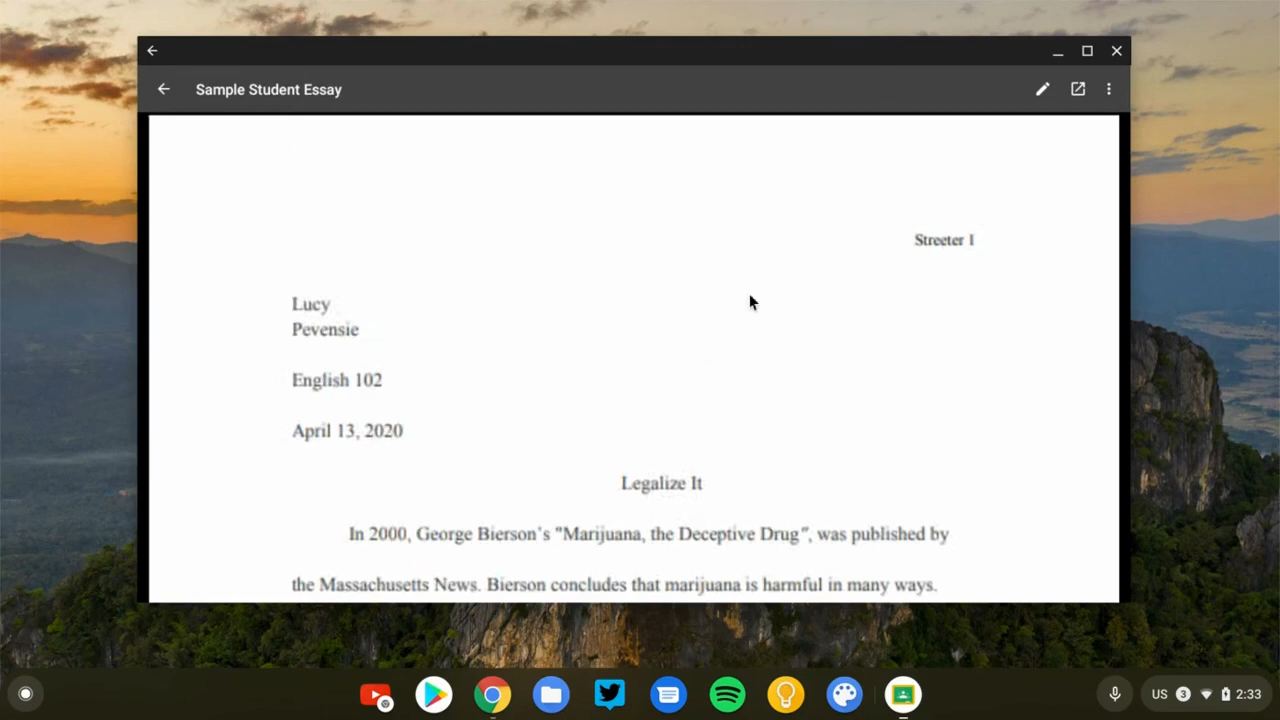 Sample Student Essay
Streeter 1
Lucy
Pevensie
English 102
April 13, 2020
Legalize It
In 2000, George Bierson's "Marijuana, the Deceptive Drug", was published by
the Massachusetts News. Bierson concludes that marijuana is harmful in many ways.
US 3 2:33